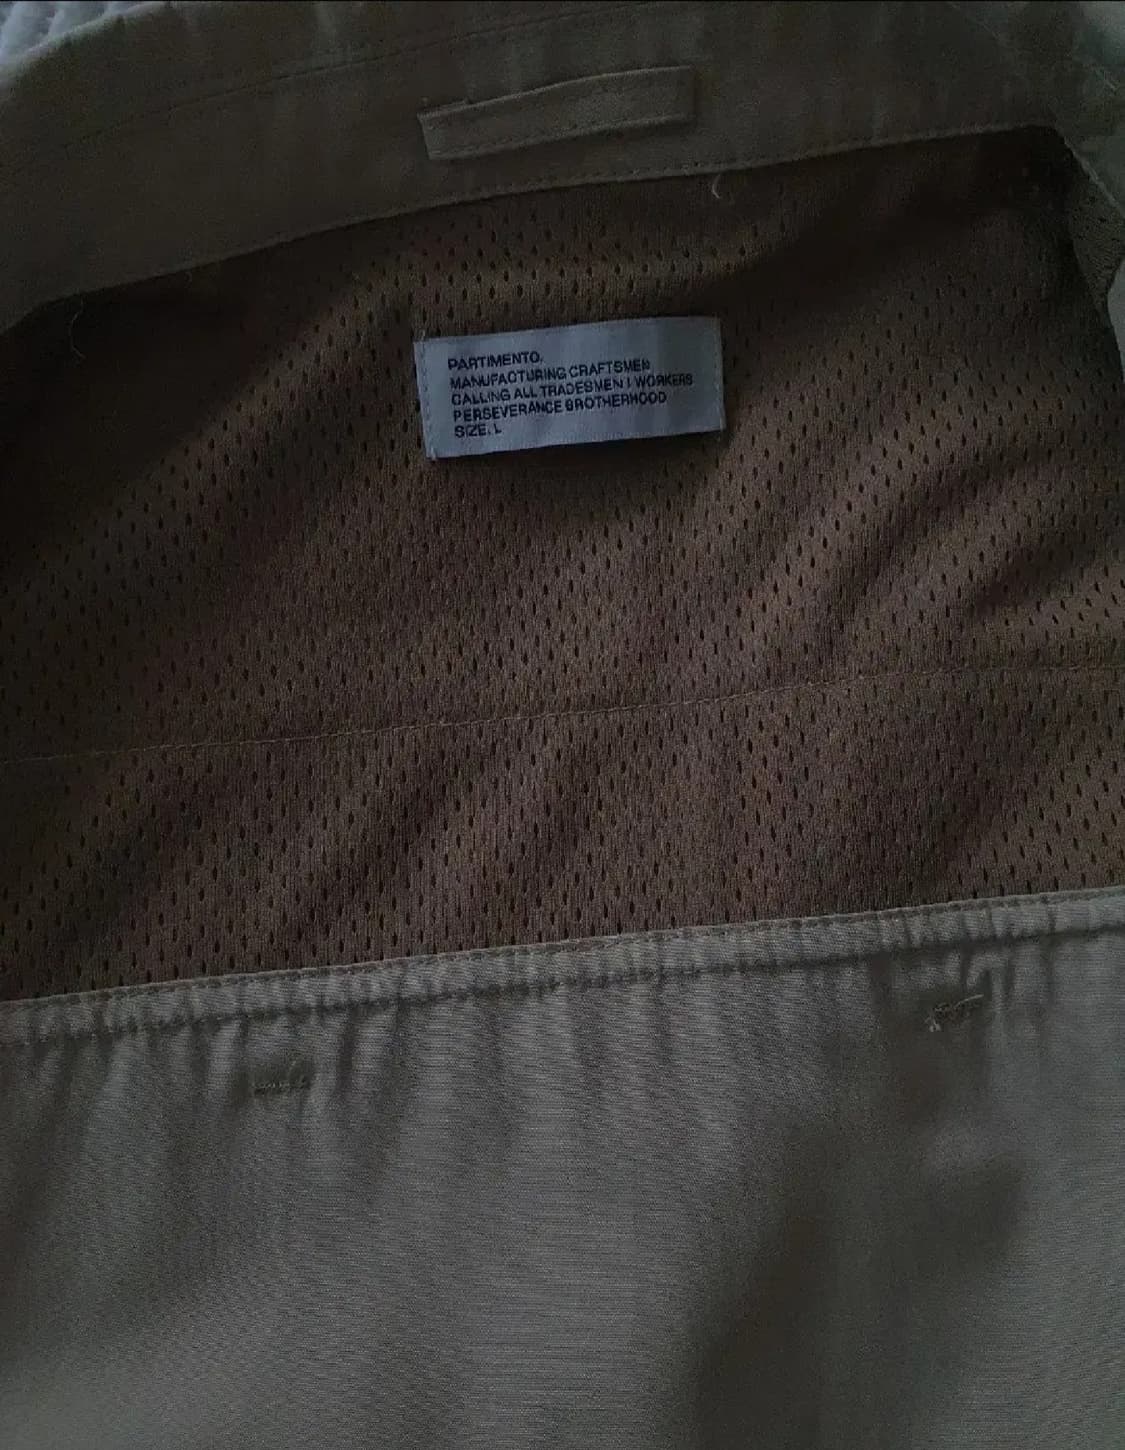 PARTIMENTO.
MANUFACTURING CRAFTSMEN
CALLING ALL TRADESMEN | WORKERS
PERSEVERANCE BROTHERHOOD
SIZE. L